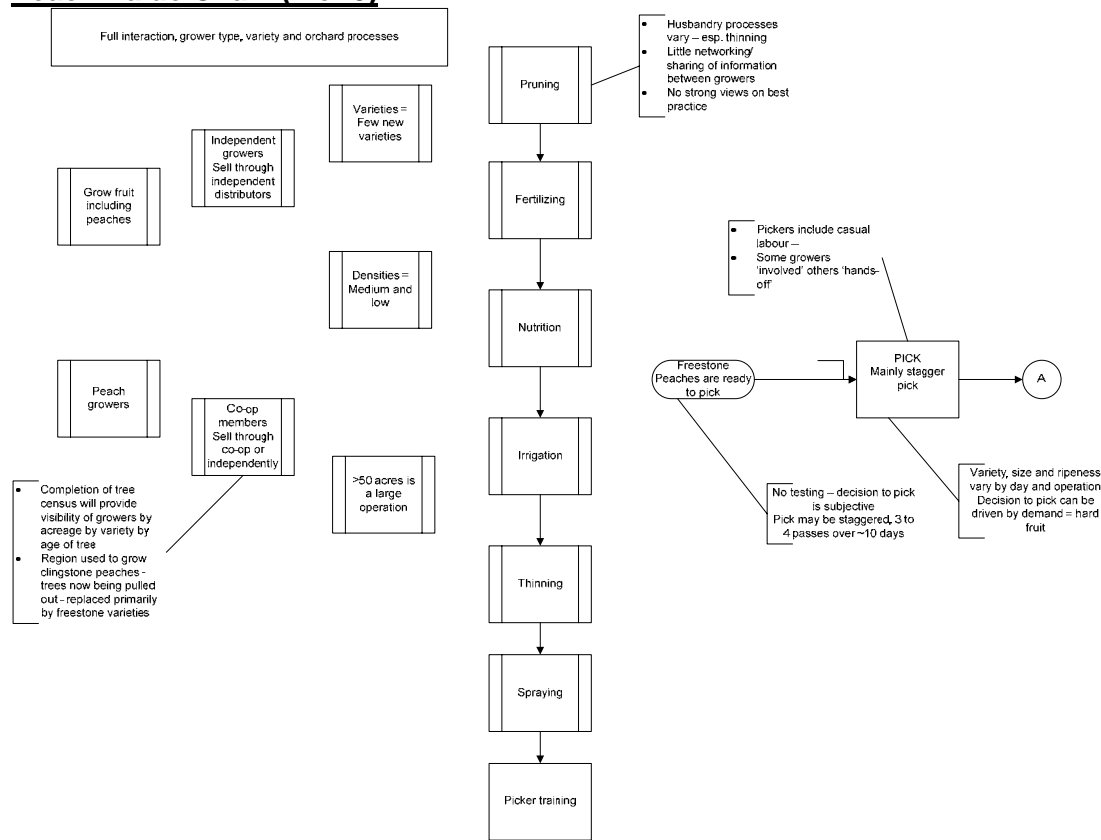 Full interaction, grower type, variety and orchard processes
Varieties =
Few new
varieties
Independent
growers
Sell through
independent
distributors
Grow fruit
including
peaches
Densities =
Medium and
low
Peach
growers
Co-op
members
Sell through
co-op or
independently
>50 acres is
a large
operation
• Completion of tree
census will provide
visibility of growers by
acreage by variety by
age of tree
• Region used to grow
clingstone peaches -
trees now being pulled
out - replaced primarily
by freestone varieties
Pruning
Fertilizing
Nutrition
Irrigation
Thinning
Spraying
Picker training
• Husbandry processes
vary – esp. thinning
• Little networking/
sharing of information
between growers
• No strong views on best
practice
• Pickers include casual
labour –
• Some growers
'involved' others 'hands-
off'
Freestone
Peaches are ready
to pick
PICK
Mainly stagger
pick
A
No testing – decision to pick
is subjective
Pick may be staggered, 3 to
4 passes over ~10 days
Variety, size and ripeness
vary by day and operation
Decision to pick can be
driven by demand = hard
fruit